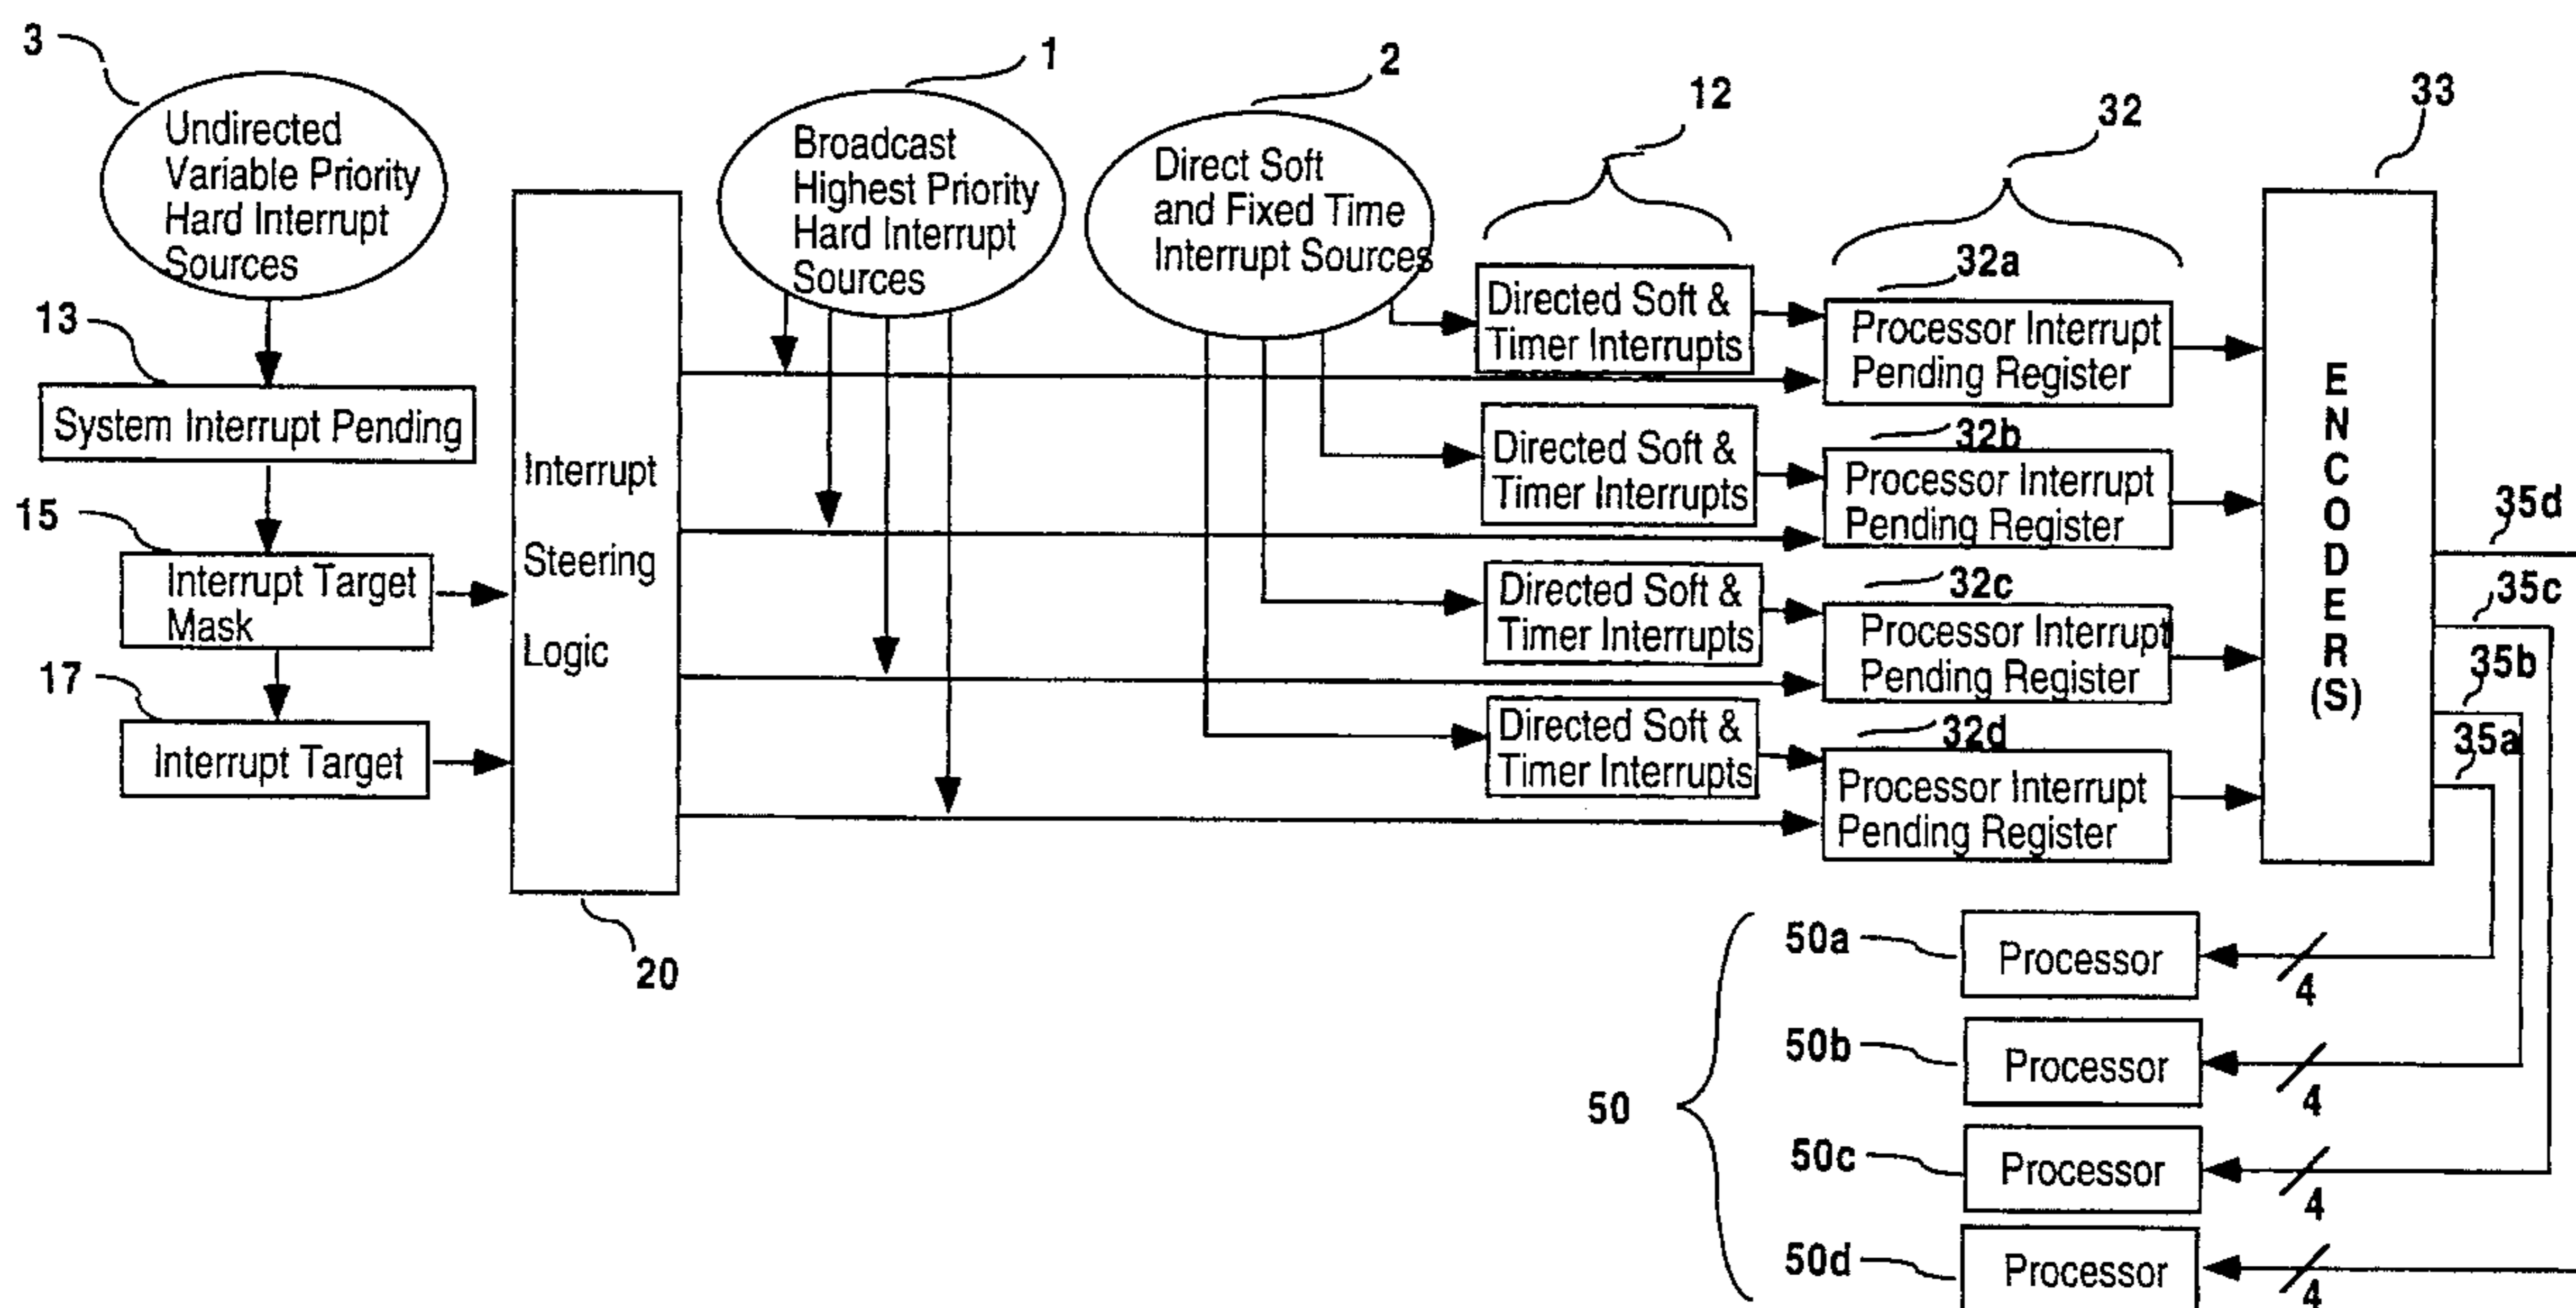 3
Undirected
Variable Priority
Hard Interrupt
Sources
13
System Interrupt Pending
15
Interrupt Target
Mask
17
Interrupt Target
Interrupt
Steering
Logic
20
1
Broadcast
Highest Priority
Hard Interrupt
Sources
2
Direct Soft
and Fixed Time
Interrupt Sources
12
Directed Soft &
Timer Interrupts
Directed Soft &
Timer Interrupts
Directed Soft &
Timer Interrupts
Directed Soft &
Timer Interrupts
32
32a
Processor Interrupt
Pending Register
32b
Processor Interrupt
Pending Register
32c
Processor Interrupt
Pending Register
32d
Processor Interrupt
Pending Register
33
E
N
C
O
D
E
R
(S)
35d
35c
35b
35a
50
50a
Processor
4
50b
Processor
4
50c
Processor
4
50d
Processor
4